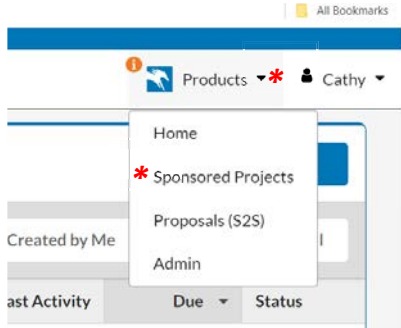 All Bookmarks
i Products * Cathy
Home
* Sponsored Projects
Proposals (S2S)
Created by Me
Admin
ast Activity Due Status